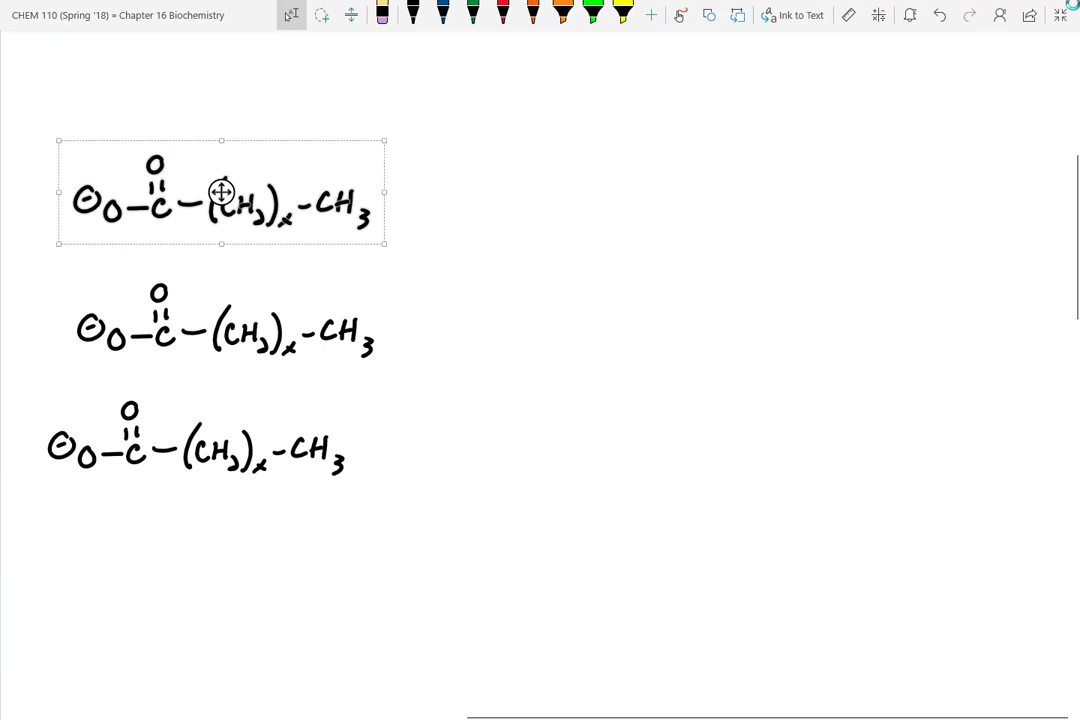 CHEM 110 (Spring '18) » Chapter 16 Biochemistry
Ink to Text
O
⊖O-C-(CH2)x-CH3
O
⊖O-C-(CH2)x-CH3
O
⊖O-C-(CH2)x-CH3